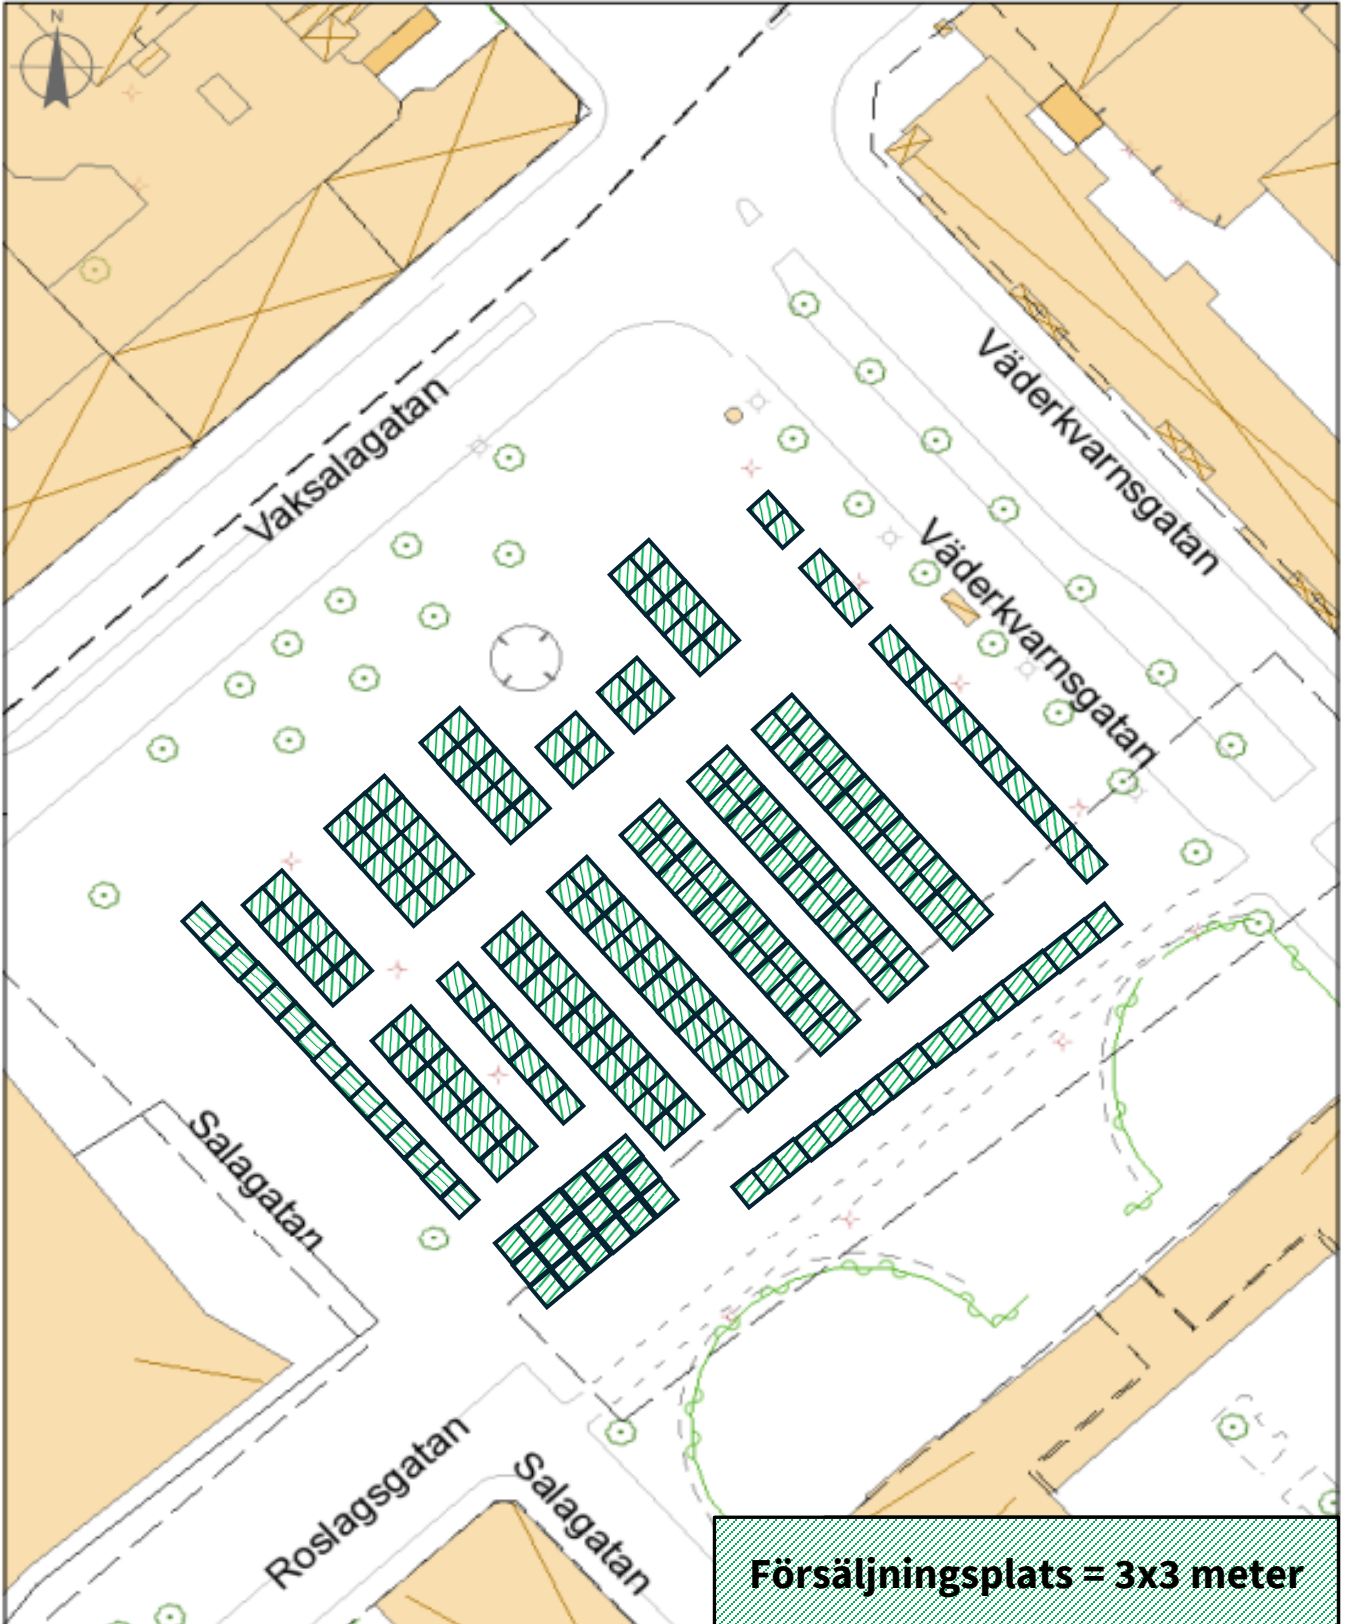 N
Vaksalagatan
Väderkvarnsgatan
Väderkvarnsgatan
Salagatan
Roslagsgatan
Salagatan
Försäljningsplats = 3x3 meter